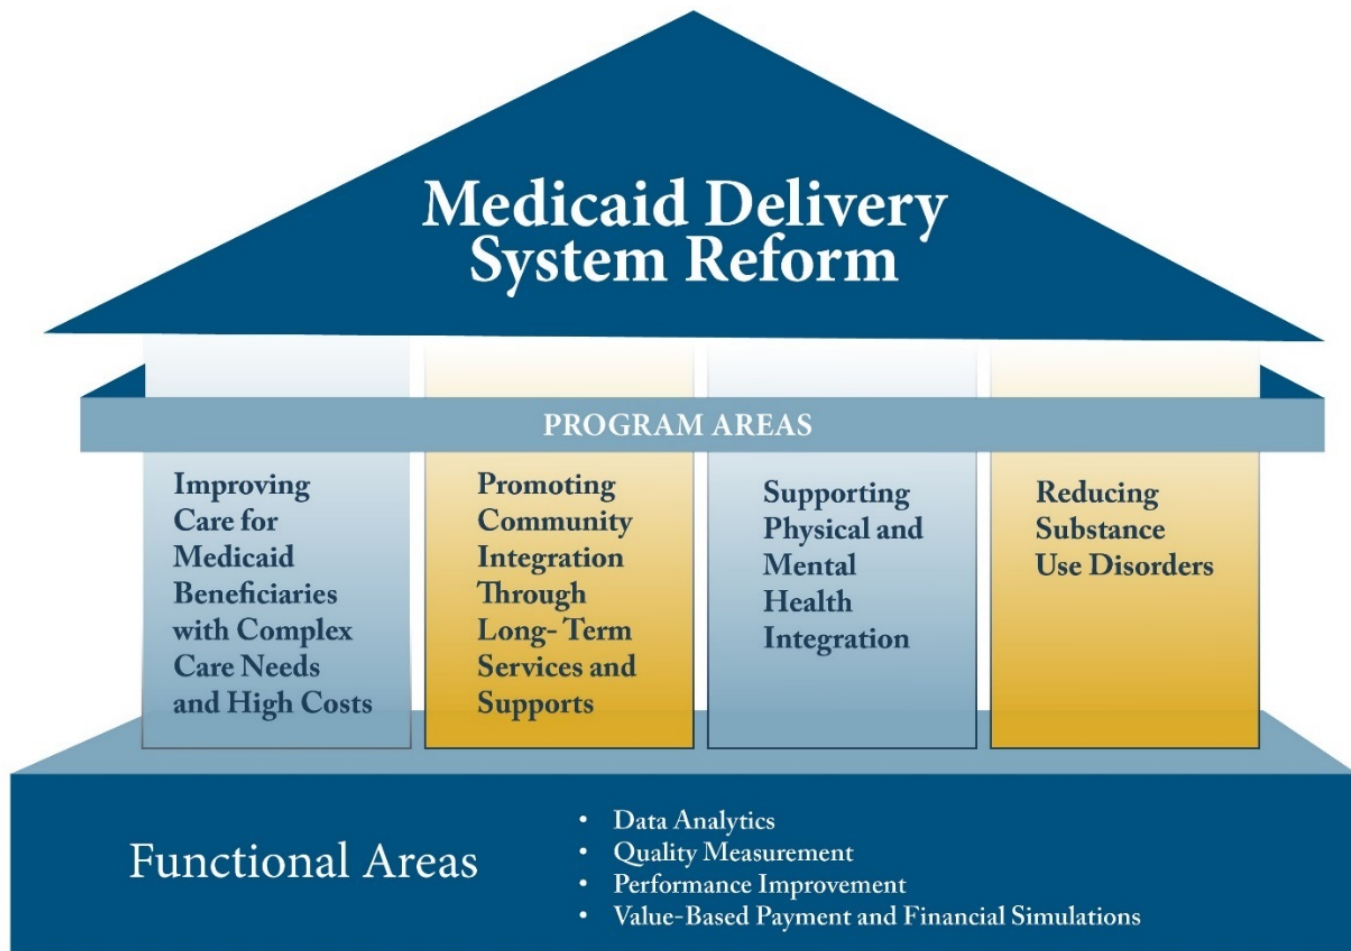 Medicaid Delivery
System Reform
PROGRAM AREAS
Improving
Care for
Medicaid
Beneficiaries
with Complex
Care Needs
and High Costs
Promoting
Community
Integration
Through
Long- Term
Services and
Supports
Supporting
Physical and
Mental
Health
Integration
Reducing
Substance
Use Disorders
Functional Areas
• Data Analytics
• Quality Measurement
• Performance Improvement
• Value-Based Payment and Financial Simulations